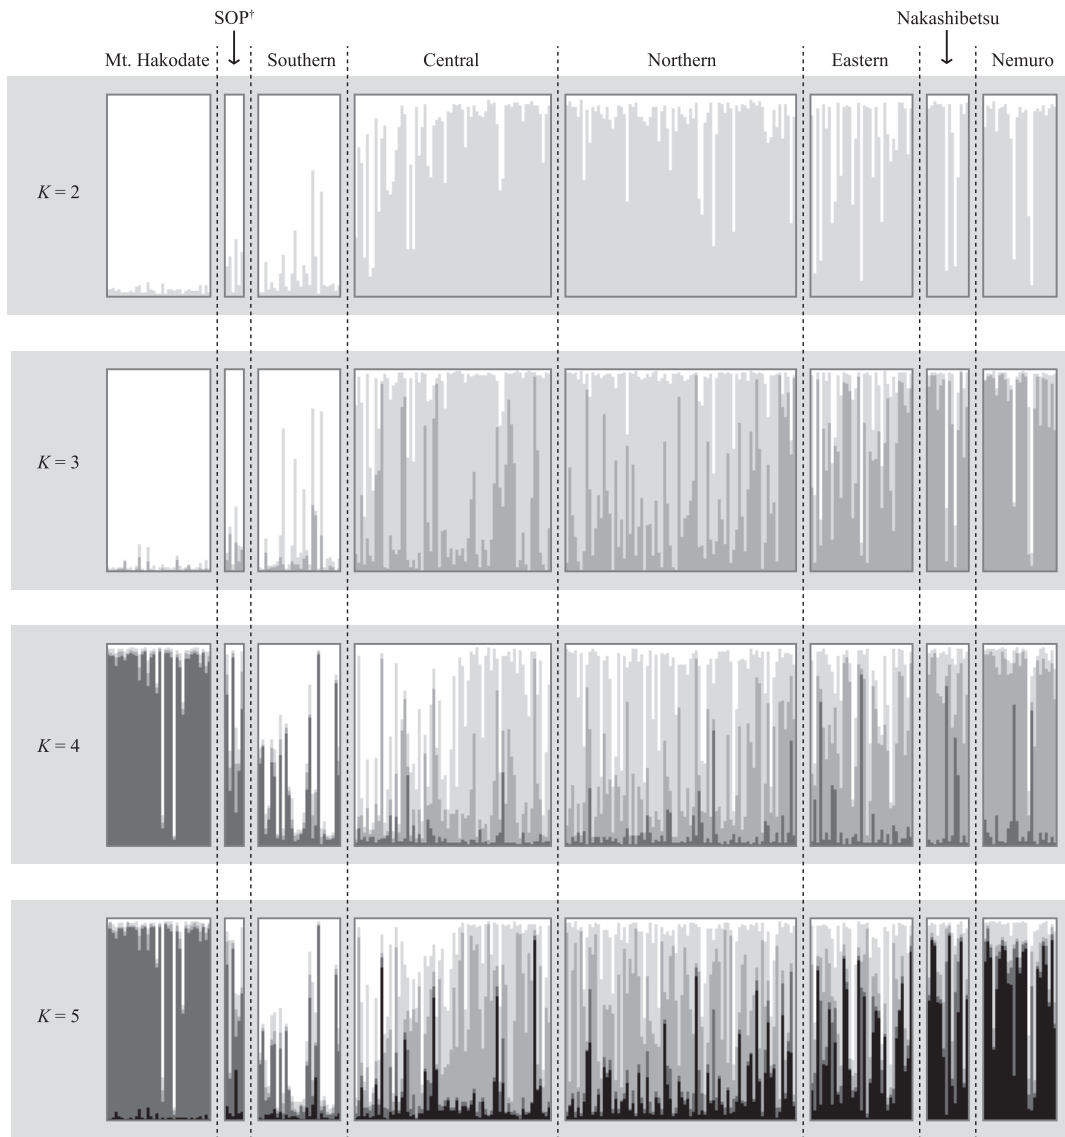 SOP†
Nakashibetsu
Mt. Hakodate
Southern
Central
Northern
Eastern
Nemuro
K = 2
K = 3
K = 4
K = 5